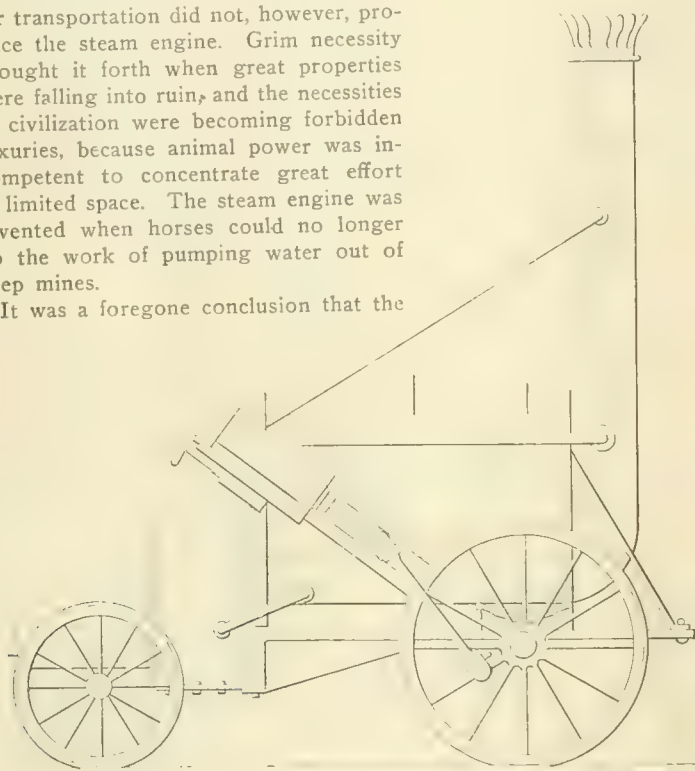 r transportation did not, however, pro-
ce the steam engine. Grim necessity
ought it forth when great properties
ere falling into ruin, and the necessities
civilization were becoming forbidden
xuries, because animal power was in-
mpetent to concentrate great effort
limited space. The steam engine was
vented when horses could no longer
o the work of pumping water out of
ep mines.
It was a foregone conclusion that the